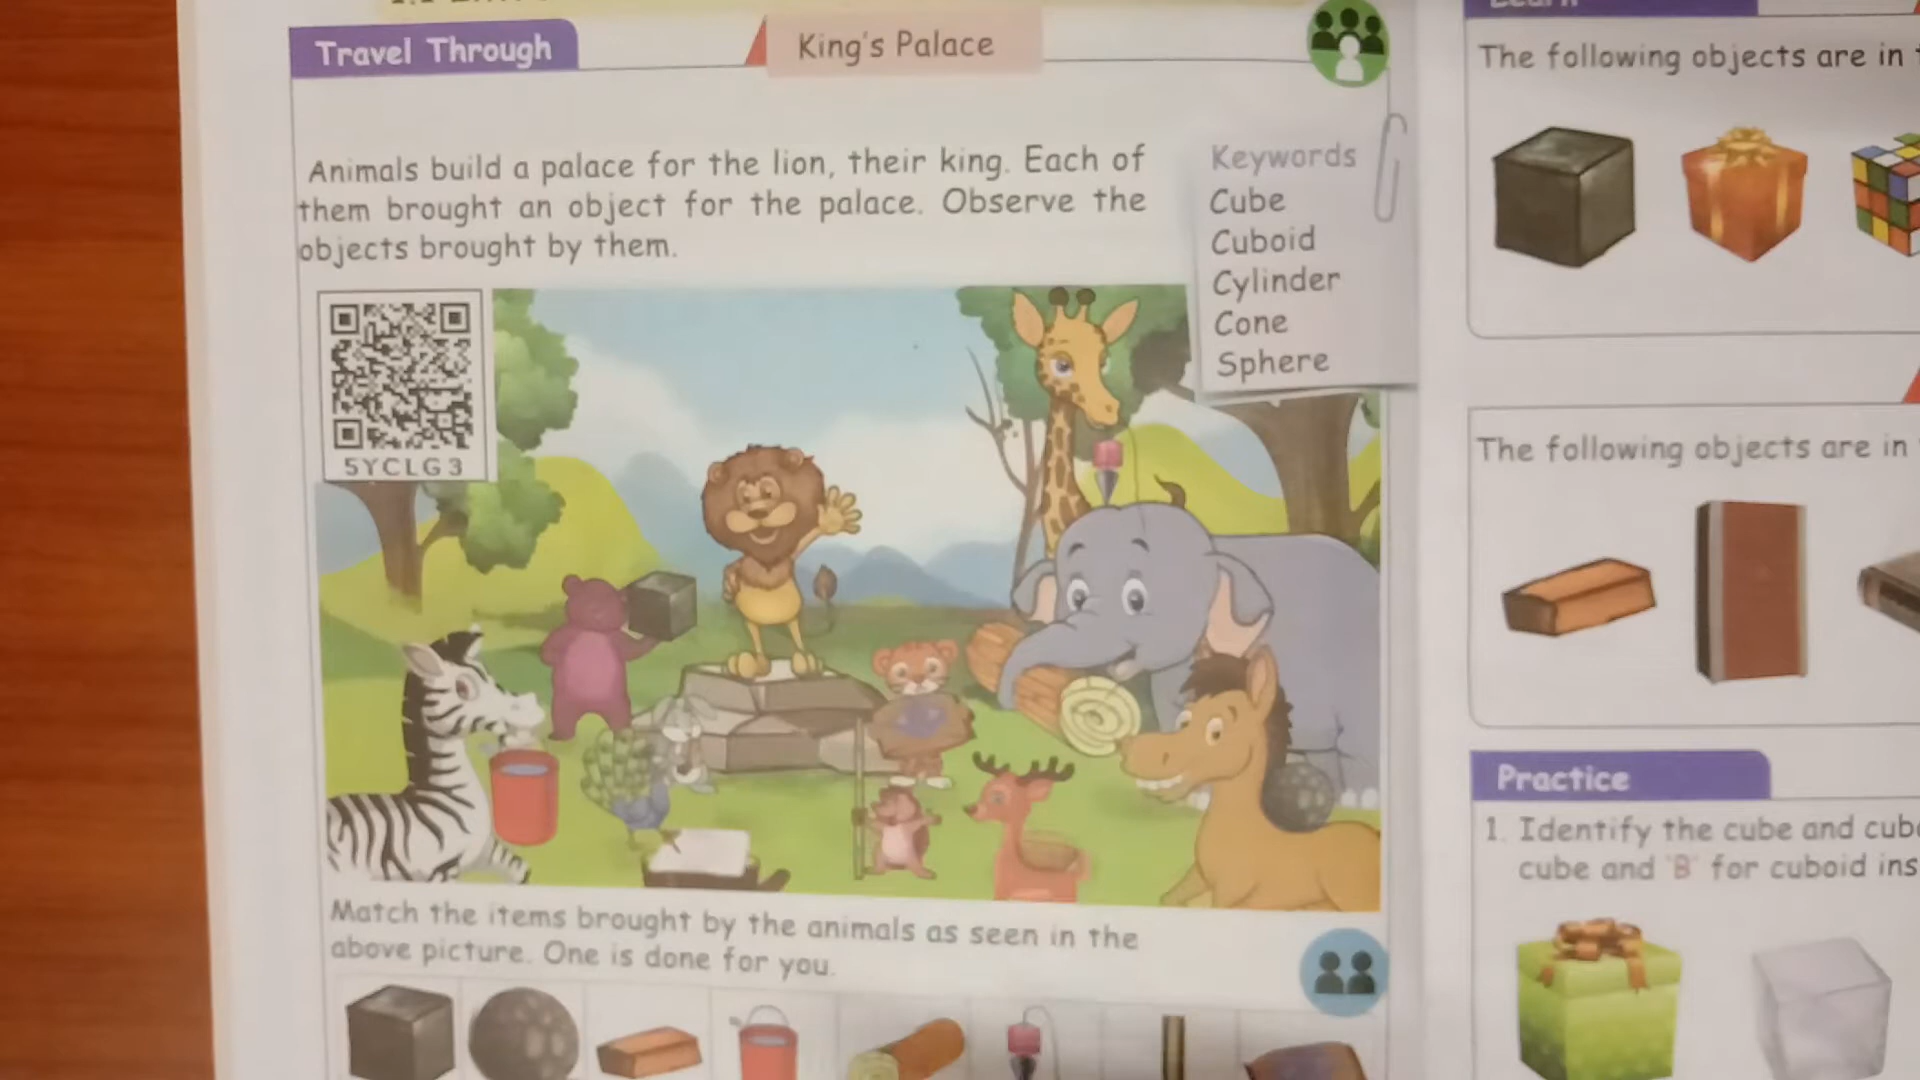 Travel Through
King's Palace
Animals build a palace for the lion, their king. Each of
them brought an object for the palace. Observe the
objects brought by them.
Keywords
Cube
Cuboid
Cylinder
Cone
Sphere
5YCLG3
Match the items brought by the animals as seen in the
above picture. One is done for you.
Learn
The following objects are in
The following objects are in
Practice
1. Identify the cube and
cube and 'B' for cuboid